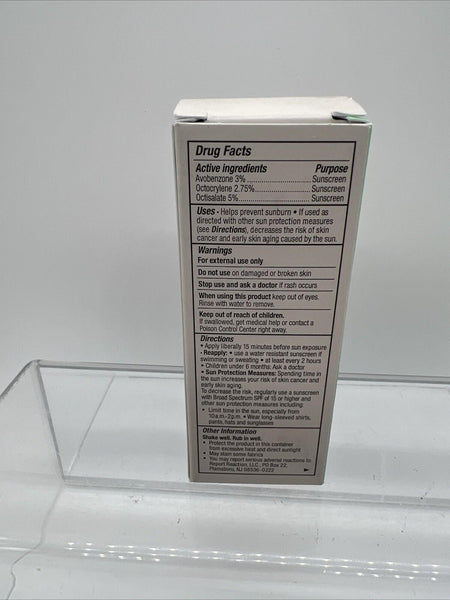 Drug Facts
Active ingredients Purpose
Avobenzone 3%..................Sunscreen
Octocrylene 2.75%..................Sunscreen
Octisalate 5%..................Sunscreen
Uses • Helps prevent sunburn • If used as
directed with other sun protection measures
(see Directions), decreases the risk of skin
cancer and early skin aging caused by the sun.
Warnings
For external use only
Do not use on damaged or broken skin
Stop use and ask a doctor if rash occurs
When using this product keep out of eyes.
Rinse with water to remove.
Keep out of reach of children.
If swallowed, get medical help or contact a
Poison Control Center right away.
Directions
• Apply liberally 15 minutes before sun exposure
• Reapply: • use a water resistant sunscreen if
swimming or sweating • at least every 2 hours
• Children under 6 months: Ask a doctor
• Sun Protection Measures: Spending time in
the sun increases your risk of skin cancer and
early skin aging.
To decrease the risk, regularly use a sunscreen
with Broad Spectrum SPF of 15 or higher and
other sun protection measures including:
• Limit time in the sun, especially from
10a.m.-2p.m. • Wear long-sleeved shirts,
pants, hats and sunglasses
Other Information
Shake well. Rub in well.
• Protect the product in this container
from excessive heat and direct sunlight
• May stain some fabrics
• You may report serious adverse reactions to:
Report Reaction, LLC., PO Box 22,
Plainsboro, NJ 08536-0222